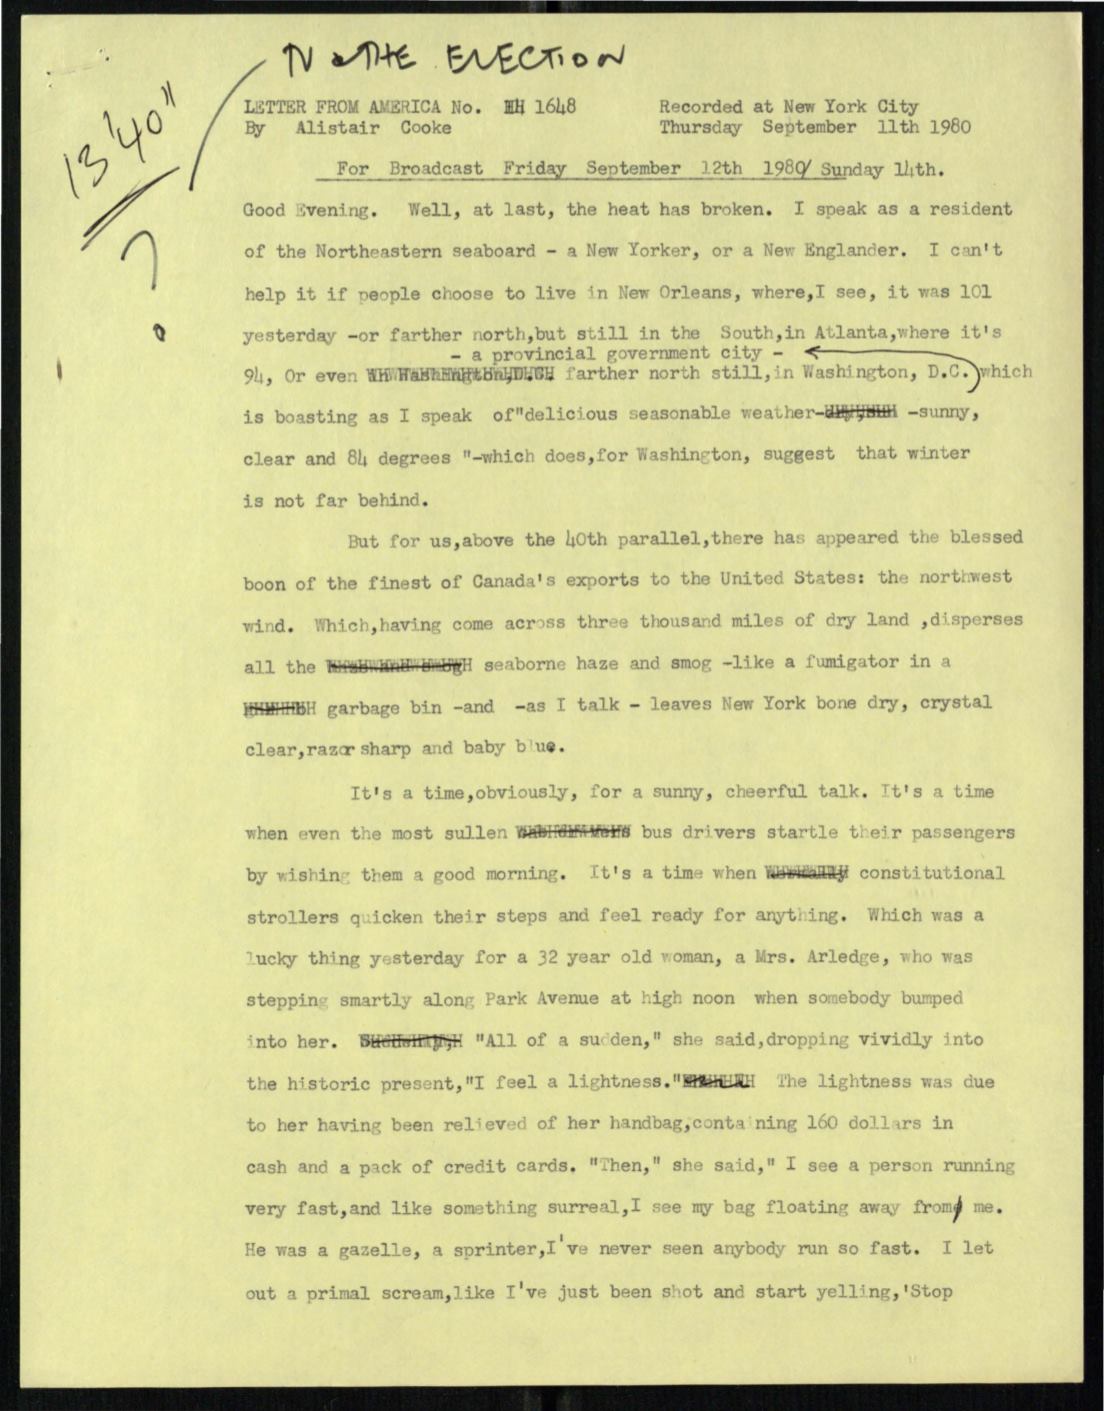 TV & THE ELECTION
13'40"
?
LETTER FROM AMERICA No. 1648 Recorded at New York City
By Alistair Cooke Thursday September 11th 1980
For Broadcast Friday September 12th 1980/ Sunday 14th.
Good Evening. Well, at last, the heat has broken. I speak as a resident
of the Northeastern seaboard - a New Yorker, or a New Englander. I can't
help it if people choose to live in New Orleans, where,I see, it was 101
yesterday -or farther north,but still in the South,in Atlanta,where it's
- a provincial government city -
94, Or even farther north still,in Washington, D.C. which
is boasting as I speak of"delicious seasonable weather- -sunny,
clear and 84 degrees "-which does,for Washington, suggest that winter
is not far behind.
But for us,above the 40th parallel,there has appeared the blessed
boon of the finest of Canada's exports to the United States: the northwest
wind. Which,having come across three thousand miles of dry land ,disperses
all the seaborne haze and smog -like a fumigator in a
garbage bin -and -as I talk - leaves New York bone dry, crystal
clear,razor sharp and baby blue.
It's a time,obviously, for a sunny, cheerful talk. It's a time
when even the most sullen bus drivers startle their passengers
by wishing them a good morning. It's a time when constitutional
strollers quicken their steps and feel ready for anything. Which was a
lucky thing yesterday for a 32 year old woman, a Mrs. Arledge, who was
stepping smartly along Park Avenue at high noon when somebody bumped
into her. "All of a sudden," she said,dropping vividly into
the historic present,"I feel a lightness." The lightness was due
to her having been relieved of her handbag,containing 160 dollars in
cash and a pack of credit cards. "Then," she said," I see a person running
very fast,and like something surreal,I see my bag floating away from me.
He was a gazelle, a sprinter,I've never seen anybody run so fast. I let
out a primal scream,like I've just been shot and start yelling,'Stop